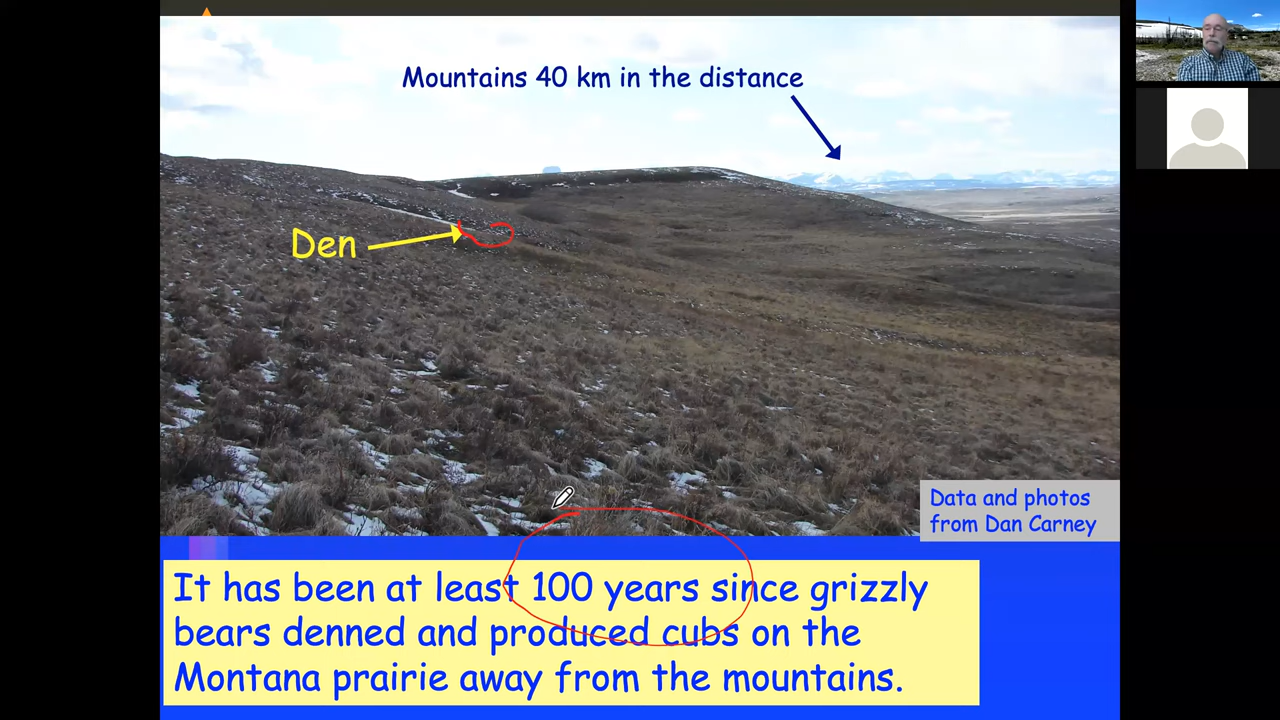 Mountains 40 km in the distance
Den
Data and photos
from Dan Carney
It has been at least 100 years since grizzly
bears denned and produced cubs on the
Montana prairie away from the mountains.